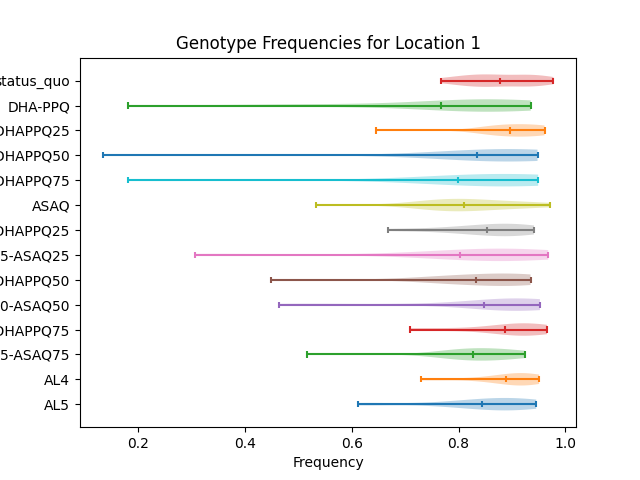 Genotype Frequencies for Location 1
status_quo
DHA-PPQ
DHAPPQ25
DHAPPQ50
DHAPPQ75
ASAQ
DHAPPQ25
5-ASAQ25
DHAPPQ50
0-ASAQ50
DHAPPQ75
5-ASAQ75
AL4
AL5
0.2 0.4 0.6 0.8 1.0
Frequency